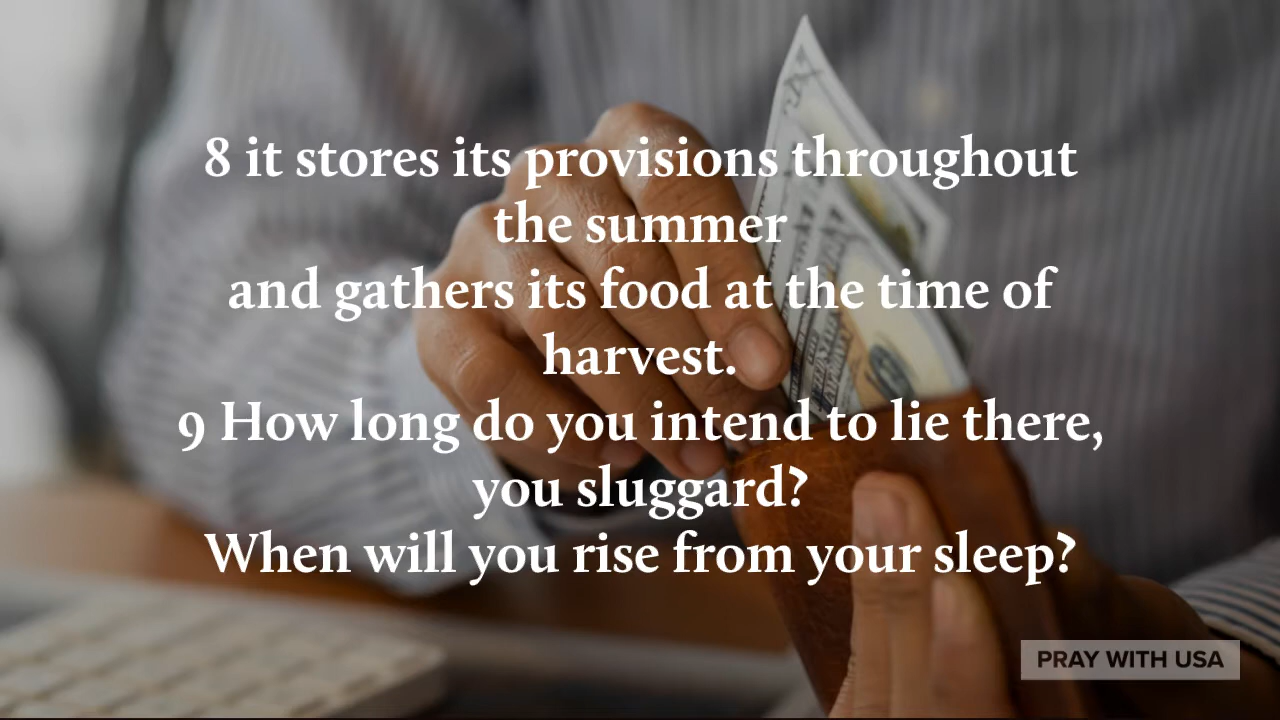 8 it stores its provisions throughout
the summer
and gathers its food at the time of
harvest.
9 How long do you intend to lie there,
you sluggard?
When will you rise from your sleep?
PRAY WITH USA